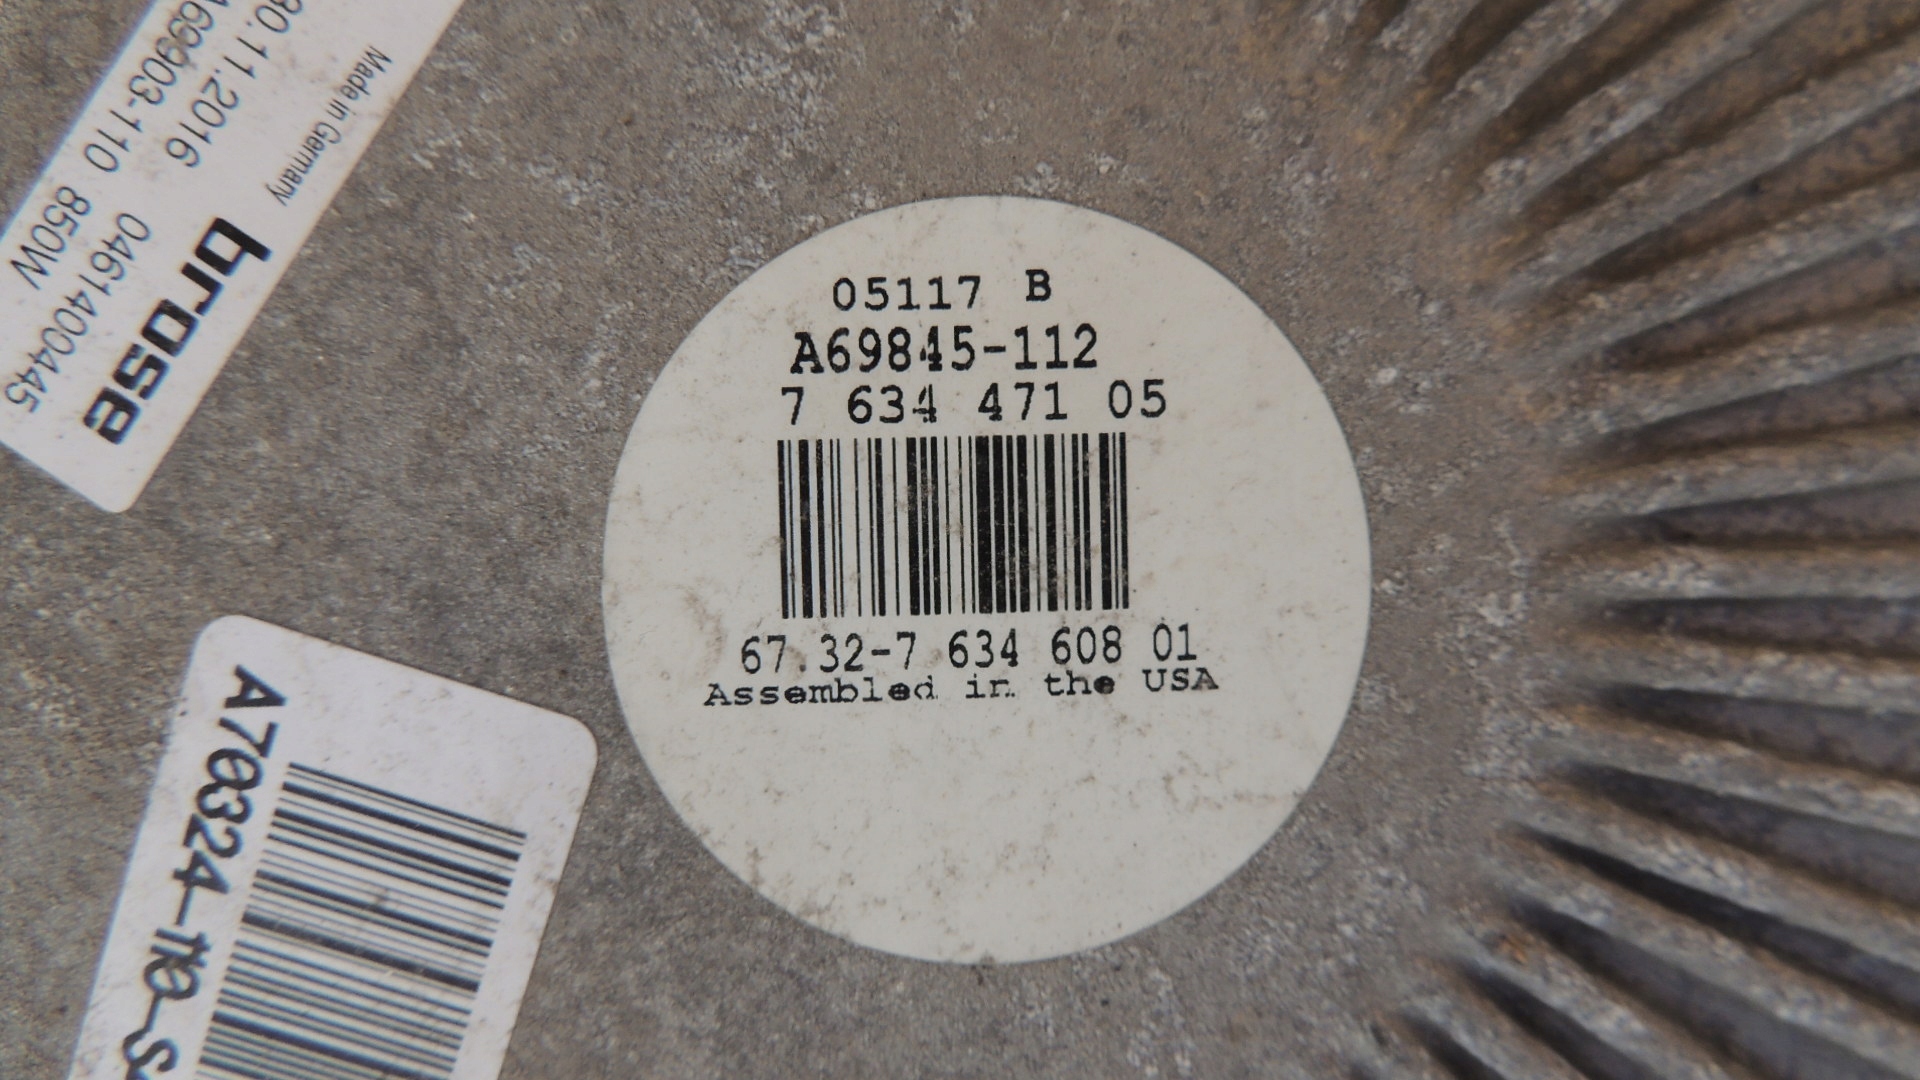 Made in Germany
30.11.2016
A69903-110 850W
brose
0461400445
05117 B
A69845-112
7 634 471 05
67.32-7 634 608 01
Assembled in the USA
A70324-110-S